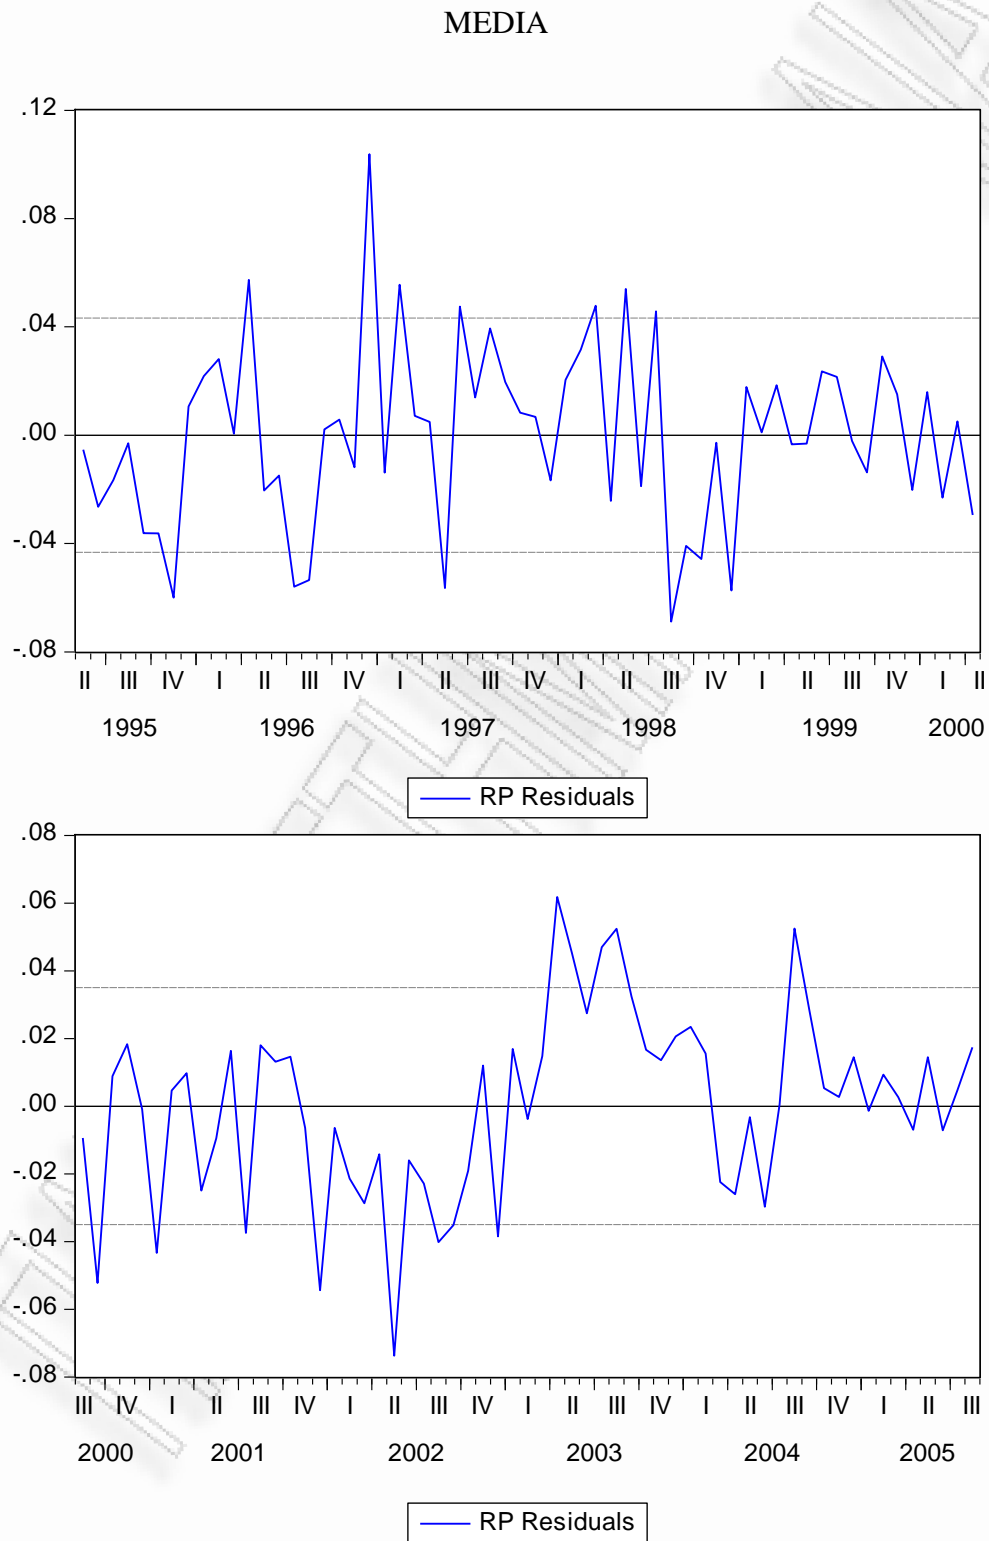 MEDIA
.12
.08
.04
.00
-.04
-.08
II III IV I II III IV I II III IV I II III IV I II III IV I II
1995 1996 1997 1998 1999 2000
RP Residuals
.08
.06
.04
.02
.00
-.02
-.04
-.06
-.08
III IV I II III IV I II III IV I II III IV I II III IV I II III
2000 2001 2002 2003 2004 2005
RP Residuals